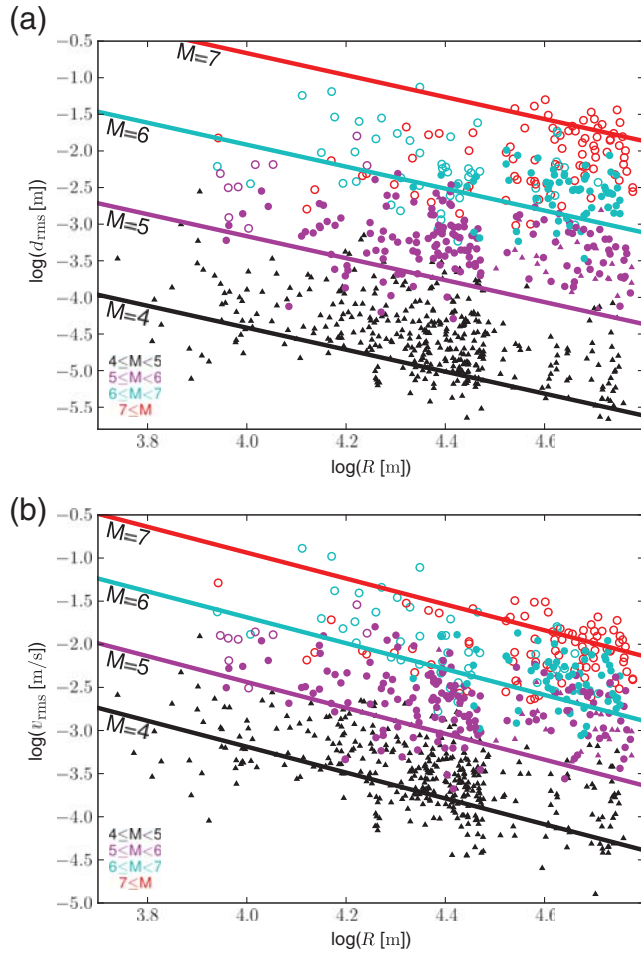 (a)
−0.5
−1.0
−1.5
−2.0
−2.5
−3.0
−3.5
−4.0
−4.5
−5.0
−5.5
log(d_rms [m])
M=7
M=6
M=5
M=4
4≤M<5
5≤M<6
6≤M<7
7≤M
3.8 4.0 4.2 4.4 4.6
log(R [m])
(b)
−0.5
−1.0
−1.5
−2.0
−2.5
−3.0
−3.5
−4.0
−4.5
−5.0
log(v_rms [m/s])
M=7
M=6
M=5
M=4
4≤M<5
5≤M<6
6≤M<7
7≤M
3.8 4.0 4.2 4.4 4.6
log(R [m])